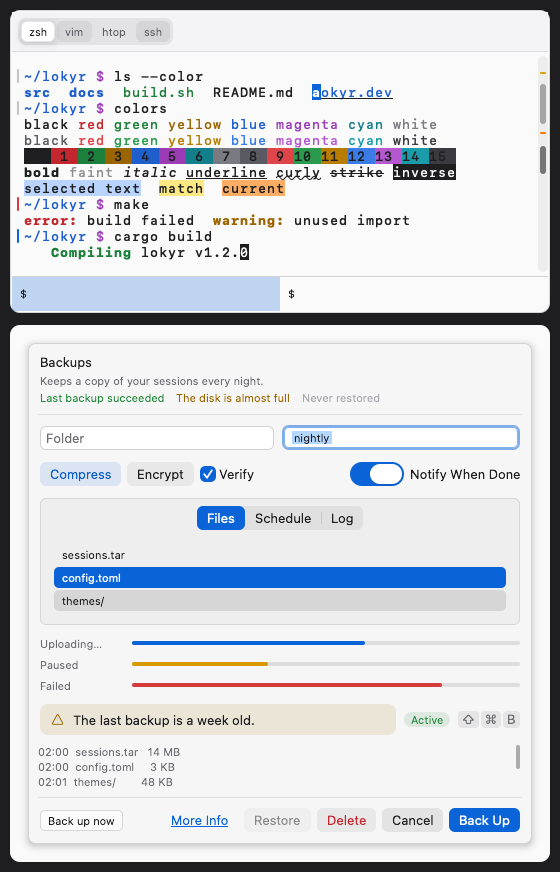 zsh vim htop ssh
~/lokyr $ ls --color
src docs build.sh README.md aokyr.dev
~/lokyr $ colors
black red green yellow blue magenta cyan white
black red green yellow blue magenta cyan white
1 2 3 4 5 6 7 8 9 10 11 12 13 14 15
bold faint italic underline curly strike inverse
selected text match current
~/lokyr $ make
error: build failed warning: unused import
~/lokyr $ cargo build
Compiling lokyr v1.2.0
$ $
Backups
Keeps a copy of your sessions every night.
Last backup succeeded The disk is almost full Never restored
Folder nightly
Compress Encrypt Verify Notify When Done
Files Schedule Log
sessions.tar
config.toml
themes/
Uploading...
Paused
Failed
The last backup is a week old. Active ⇧ ⌘ B
02:00 sessions.tar 14 MB
02:00 config.toml 3 KB
02:01 themes/ 48 KB
Back up now More Info Restore Delete Cancel Back Up